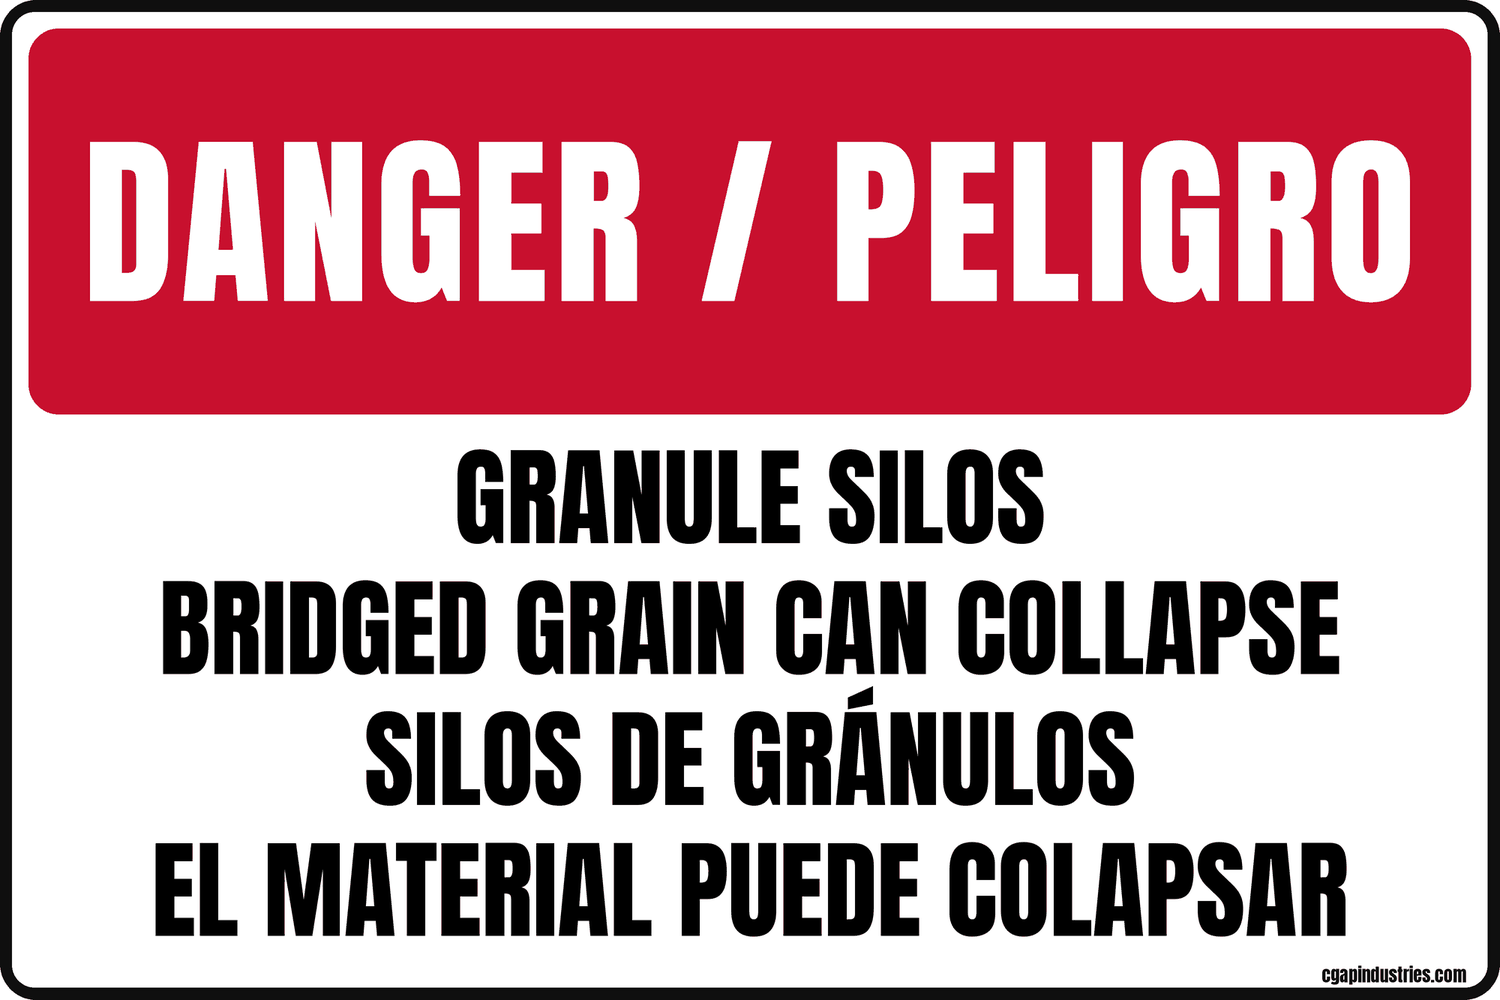 DANGER / PELIGRO
GRANULE SILOS
BRIDGED GRAIN CAN COLLAPSE
SILOS DE GRÁNULOS
EL MATERIAL PUEDE COLAPSAR
cgapindustries.com